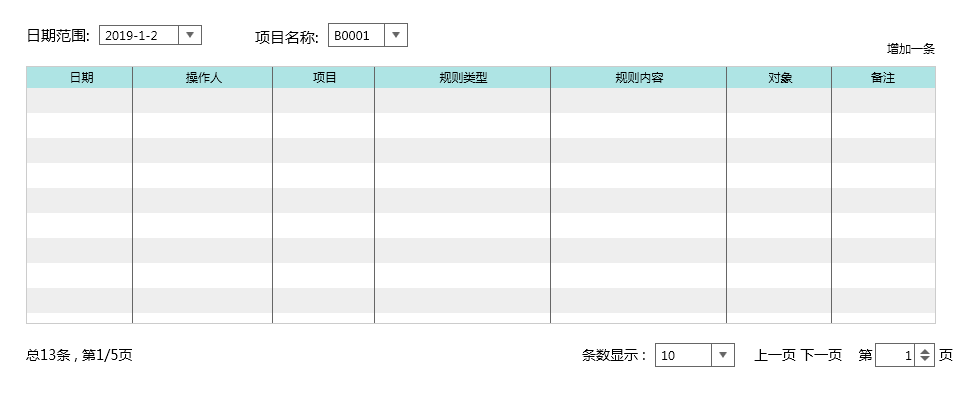 日期范围: 2019-1-2 项目名称: B0001
增加一条
日期 操作人 项目 规则类型 规则内容 对象 备注
总13条 , 第1/5页 条数显示 : 10 上一页 下一页 第 1 页